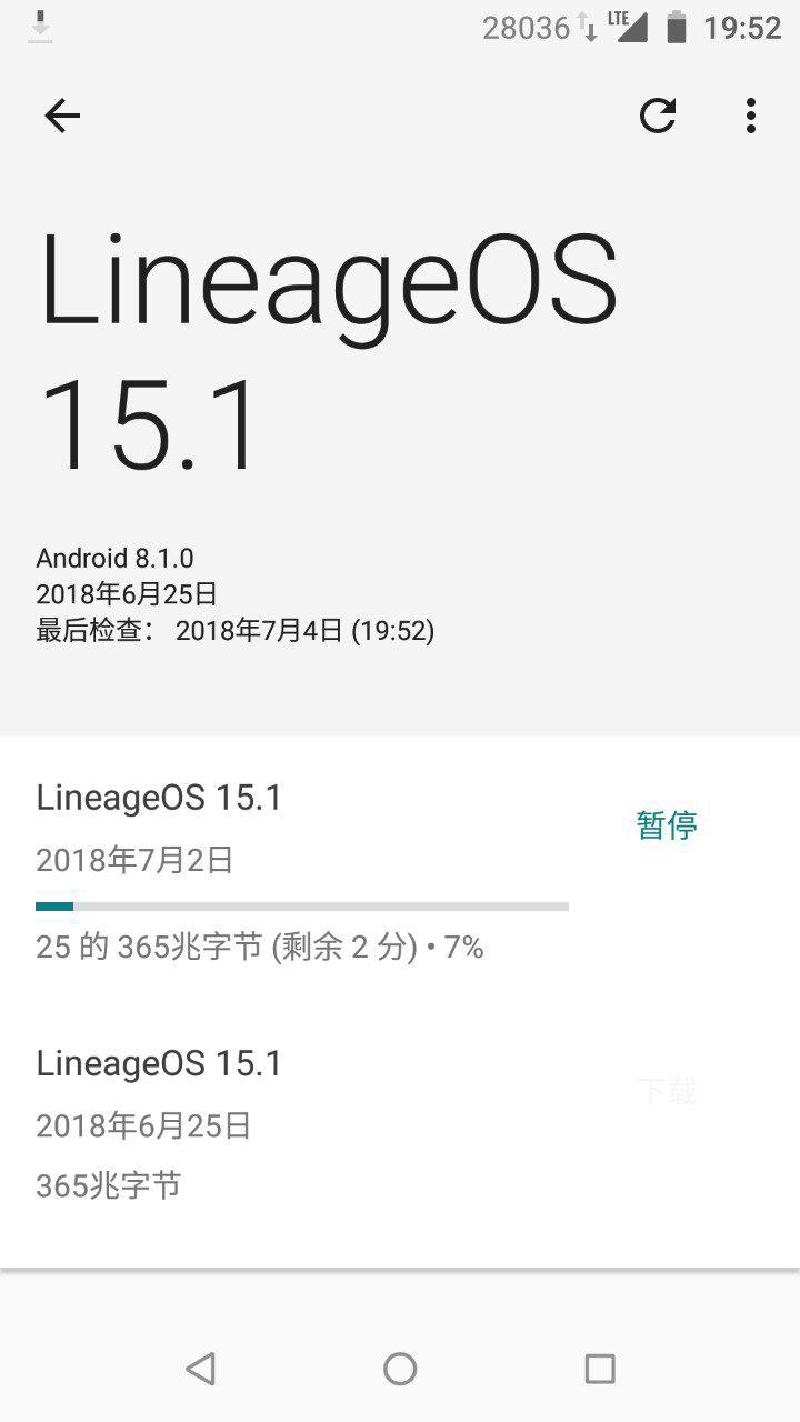 28036 LTE 19:52
LineageOS
15.1
Android 8.1.0
2018年6月25日
最后检查： 2018年7月4日 (19:52)
LineageOS 15.1
暂停
2018年7月2日
25 的 365兆字节 (剩余 2 分) • 7%
LineageOS 15.1
下载
2018年6月25日
365兆字节